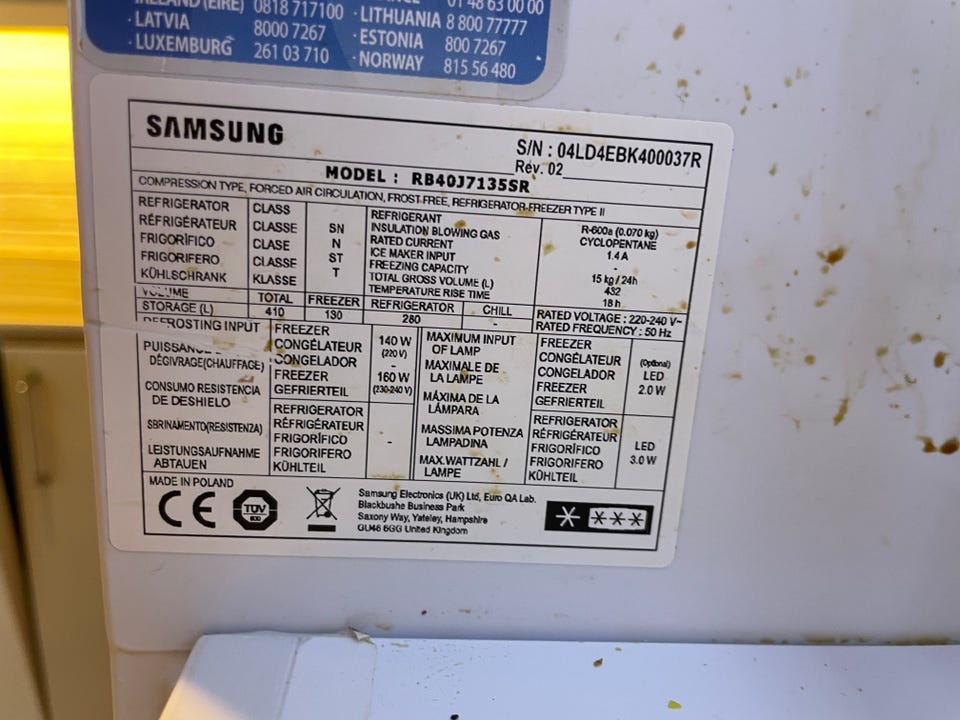 IRELAND (EIRE) 0818 717100
· LATVIA 8000 7267
· LUXEMBURG 261 03 710
01 48 63 00 00
· LITHUANIA 8 800 77777
· ESTONIA 800 7267
· NORWAY 815 56 480
SAMSUNG
S/N : 04LD4EBK400037R
Rev. 02
MODEL : RB40J7135SR
COMPRESSION TYPE, FORCED AIR CIRCULATION, FROST FREE, REFRIGERATOR-FREEZER TYPE II
REFRIGERATOR CLASS
RÉFRIGÉRATEUR CLASSE SN
FRIGORÍFICO CLASE N
FRIGORIFERO CLASSE ST
KÜHLSCHRANK KLASSE T
REFRIGERANT R-600a (0.070 kg)
INSULATION BLOWING GAS CYCLOPENTANE
RATED CURRENT 1.4 A
ICE MAKER INPUT -
FREEZING CAPACITY 15 kg / 24h
TOTAL GROSS VOLUME (L) 432
TEMPERATURE RISE TIME 18 h
VOLUME TOTAL FREEZER REFRIGERATOR CHILL
STORAGE (L) 410 130 280 -
RATED VOLTAGE : 220-240 V~
RATED FREQUENCY : 50 Hz
DEFROSTING INPUT
PUISSANCE
DÉGIVRAGE(CHAUFFAGE)
CONSUMO RESISTENCIA
DE DESHIELO
SBRINAMENTO(RESISTENZA)
LEISTUNGSAUFNAHME
ABTAUEN
FREEZER
CONGÉLATEUR
CONGELADOR
FREEZER
GEFRIERTEIL
140 W
(220 V)
-
160 W
(230-240 V)
REFRIGERATOR
RÉFRIGÉRATEUR
FRIGORÍFICO
FRIGORIFERO
KÜHLTEIL
-
MAXIMUM INPUT
OF LAMP
MAXIMALE DE
LA LAMPE
MÁXIMA DE LA
LÁMPARA
MASSIMA POTENZA
LAMPADINA
MAX.WATTZAHL /
LAMPE
FREEZER
CONGÉLATEUR
CONGELADOR
FREEZER
GEFRIERTEIL
(Optional)
LED
2.0 W
REFRIGERATOR
RÉFRIGÉRATEUR
FRIGORÍFICO
FRIGORIFERO
KÜHLTEIL
LED
3.0 W
MADE IN POLAND
CE
TÜV
Samsung Electronics (UK) Ltd, Euro QA Lab.
Blackbushe Business Park
Saxony Way, Yateley, Hampshire
GU46 6GG United Kingdom